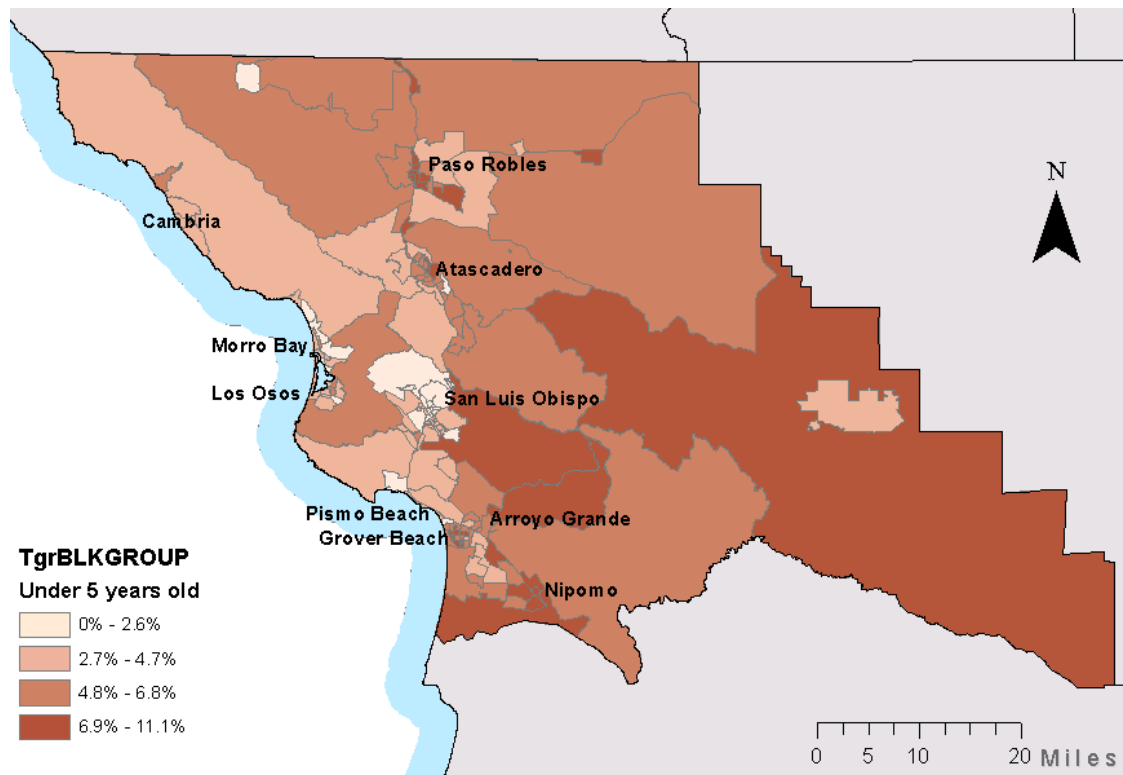 Paso Robles
N
Cambria
Atascadero
Morro Bay
Los Osos
San Luis Obispo
Pismo Beach
Arroyo Grande
Grover Beach
Nipomo
TgrBLKGROUP
Under 5 years old
0% - 2.6%
2.7% - 4.7%
4.8% - 6.8%
6.9% - 11.1%
0 5 10 20 Miles